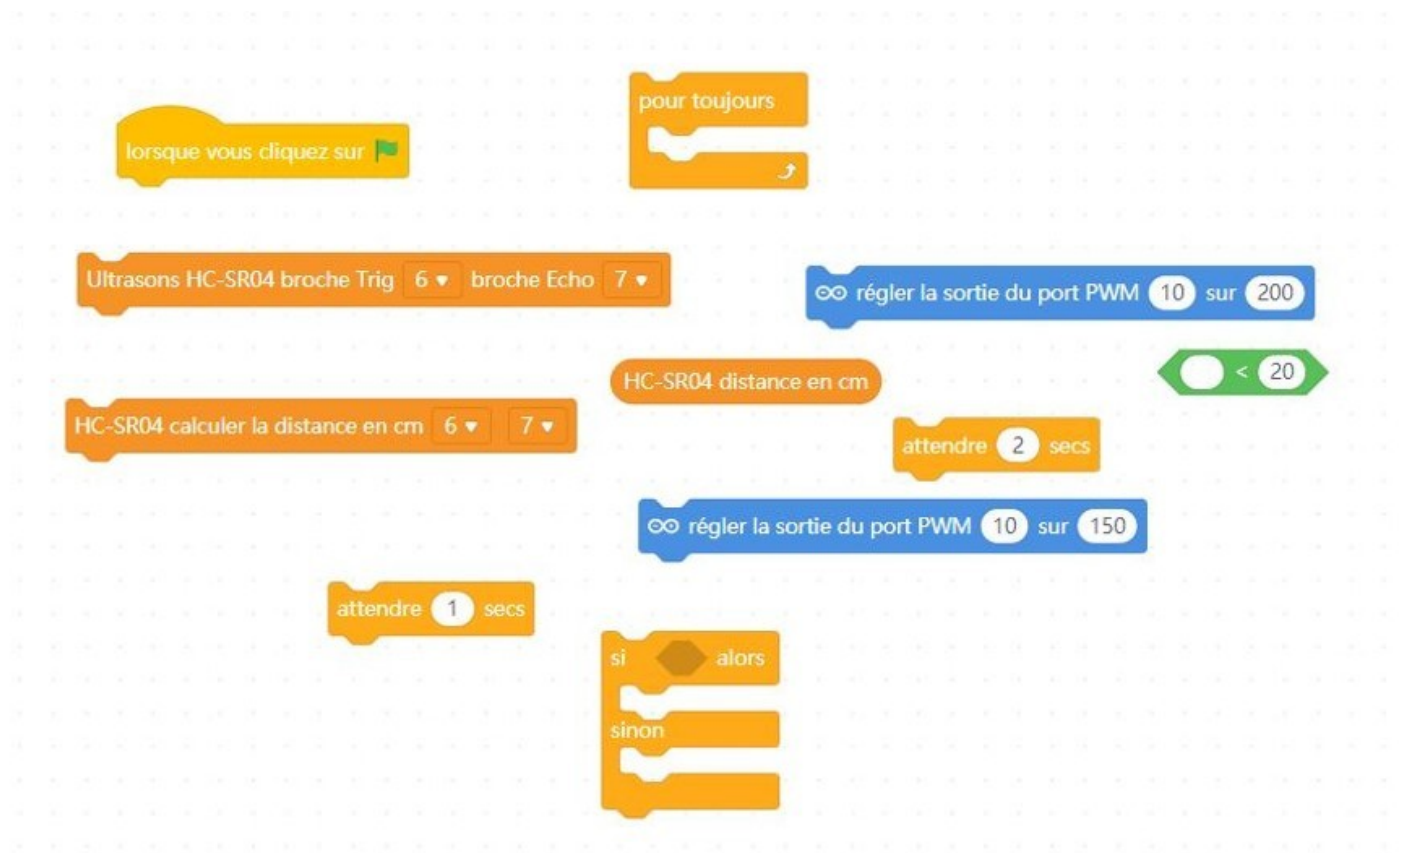 pour toujours
lorsque vous cliquez sur
Ultrasons HC-SR04 broche Trig 6 broche Echo 7
∞ régler la sortie du port PWM 10 sur 200
HC-SR04 distance en cm
< 20
HC-SR04 calculer la distance en cm 6 7
attendre 2 secs
∞ régler la sortie du port PWM 10 sur 150
attendre 1 secs
si alors
sinon